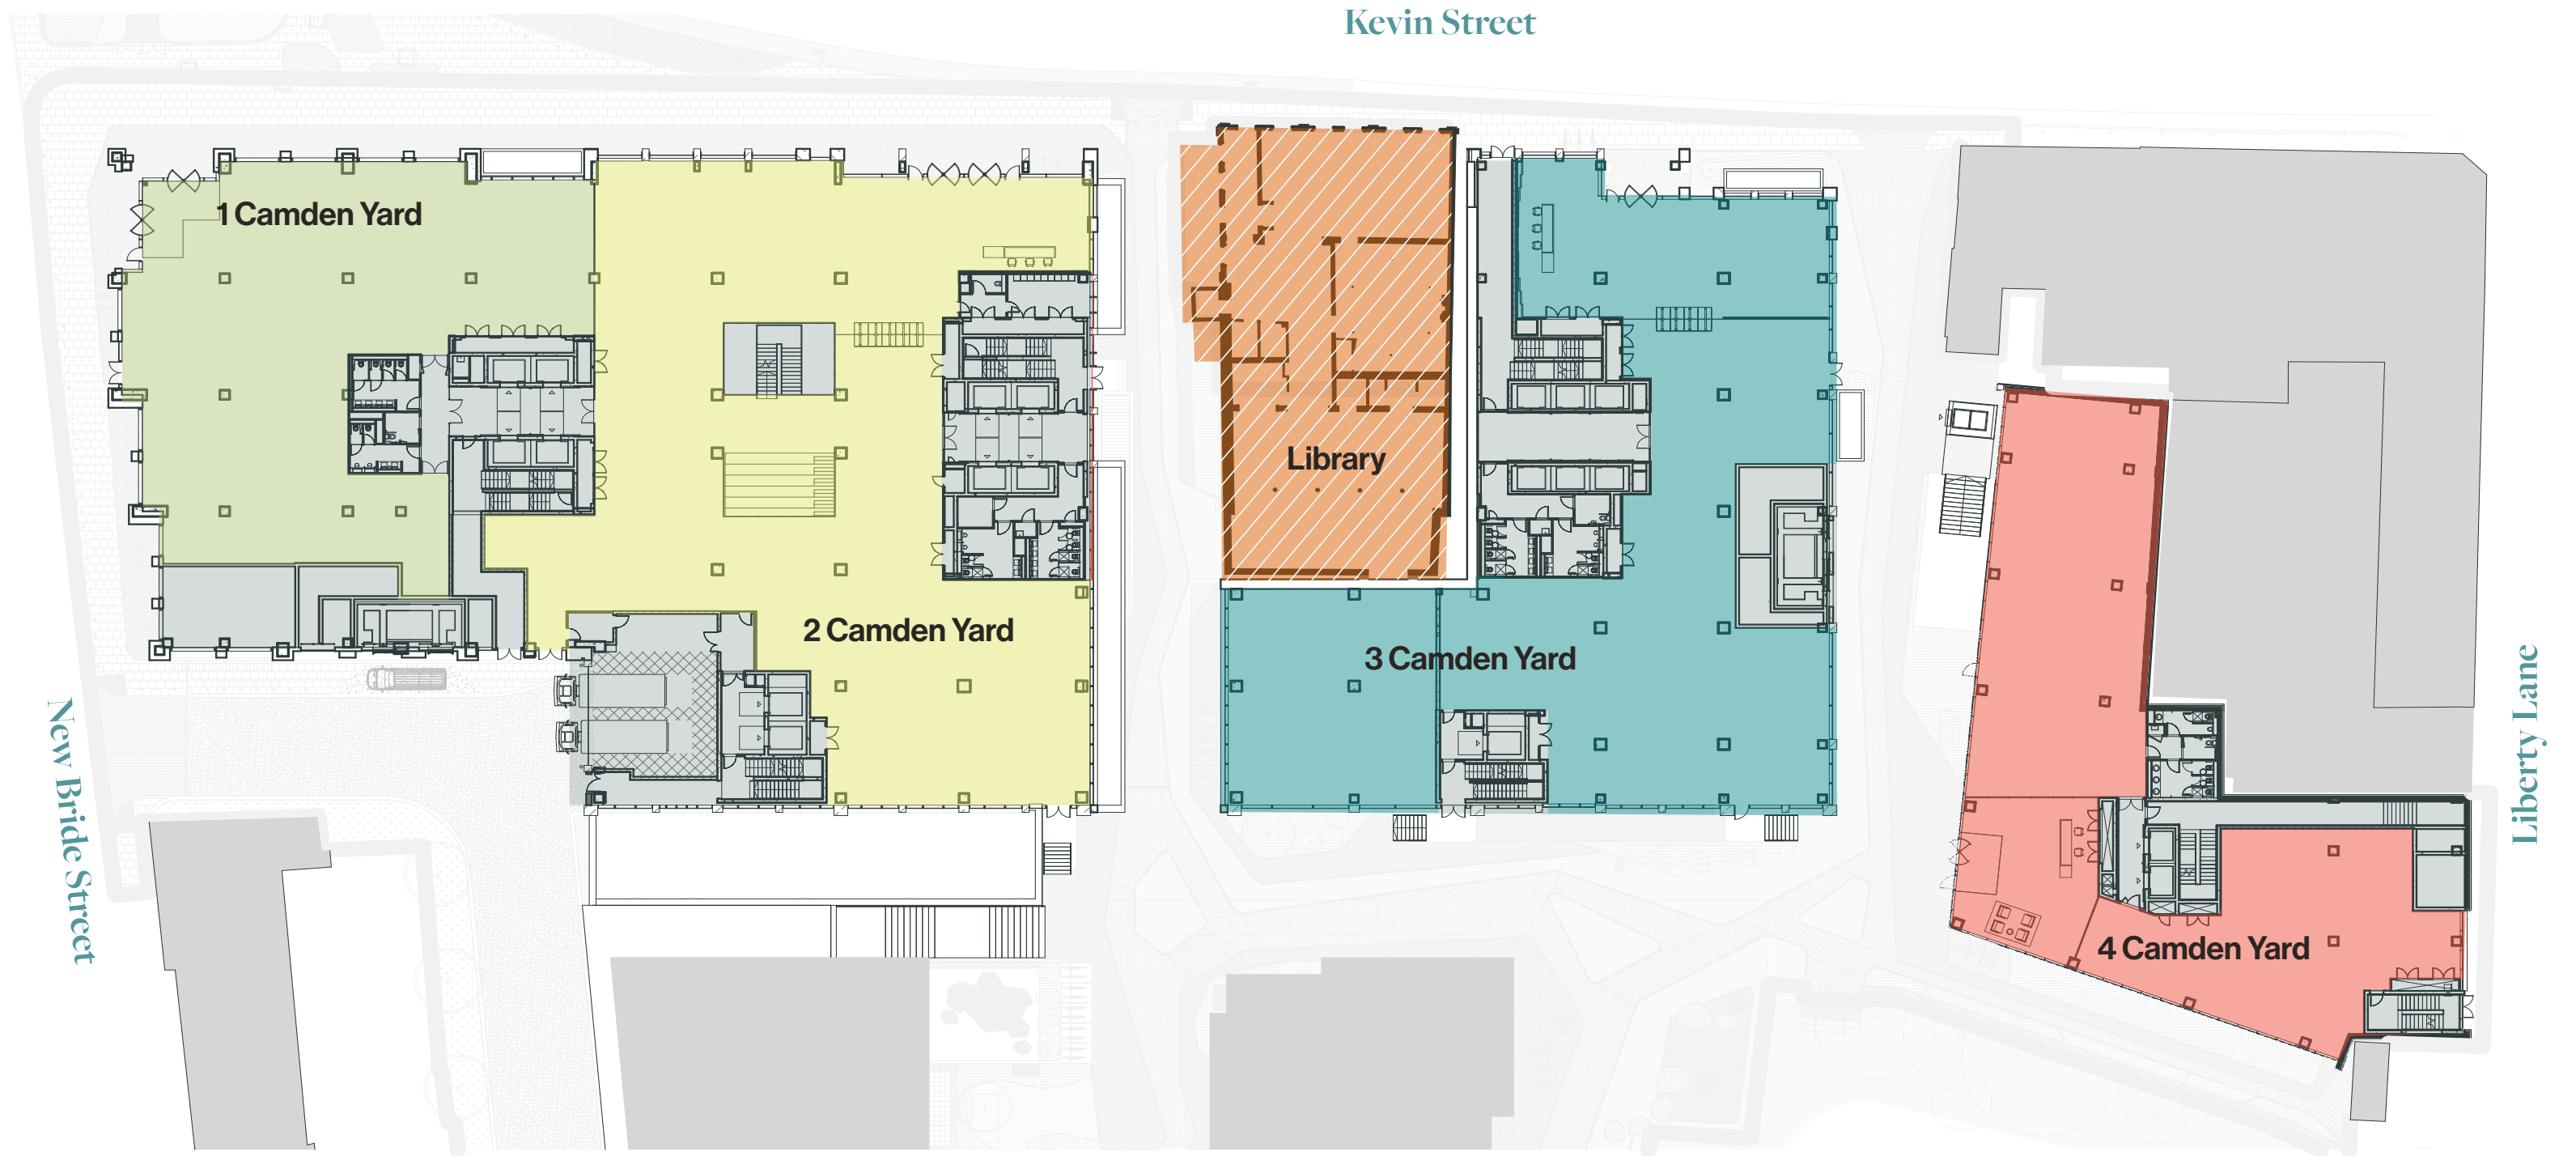 Kevin Street
1 Camden Yard
Library
2 Camden Yard
3 Camden Yard
4 Camden Yard
New Bride Street
Liberty Lane